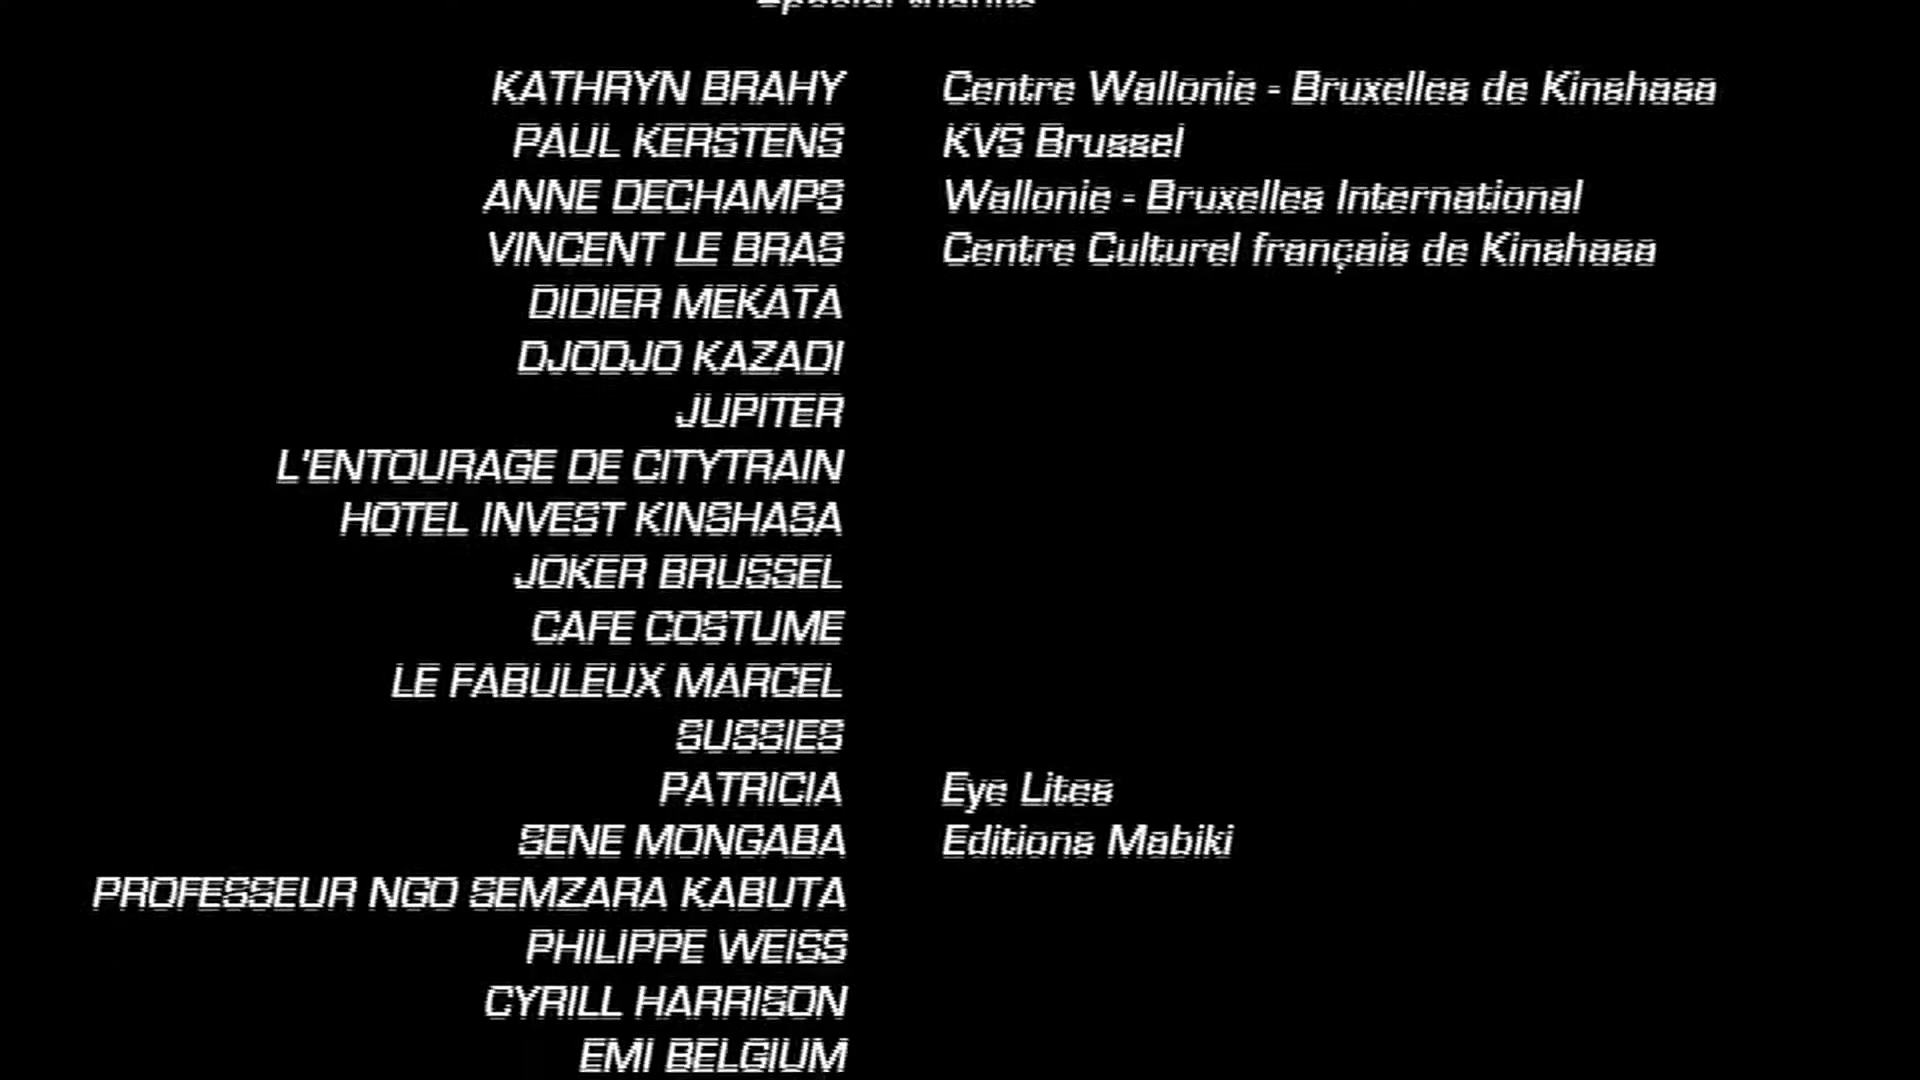 Special thanks
KATHRYN BRAHY Centre Wallonie - Bruxelles de Kinshasa
PAUL KERSTENS KVS Brussel
ANNE DECHAMPS Wallonie - Bruxelles International
VINCENT LE BRAS Centre Culturel français de Kinshasa
DIDIER MEKATA
DJODJO KAZADI
JUPITER
L'ENTOURAGE DE CITYTRAIN
HOTEL INVEST KINSHASA
JOKER BRUSSEL
CAFE COSTUME
LE FABULEUX MARCEL
SUSSIES
PATRICIA Eye Lites
SENE MONGABA Editions Mabiki
PROFESSEUR NGO SEMZARA KABUTA
PHILIPPE WEISS
CYRILL HARRISON
EMI BELGIUM